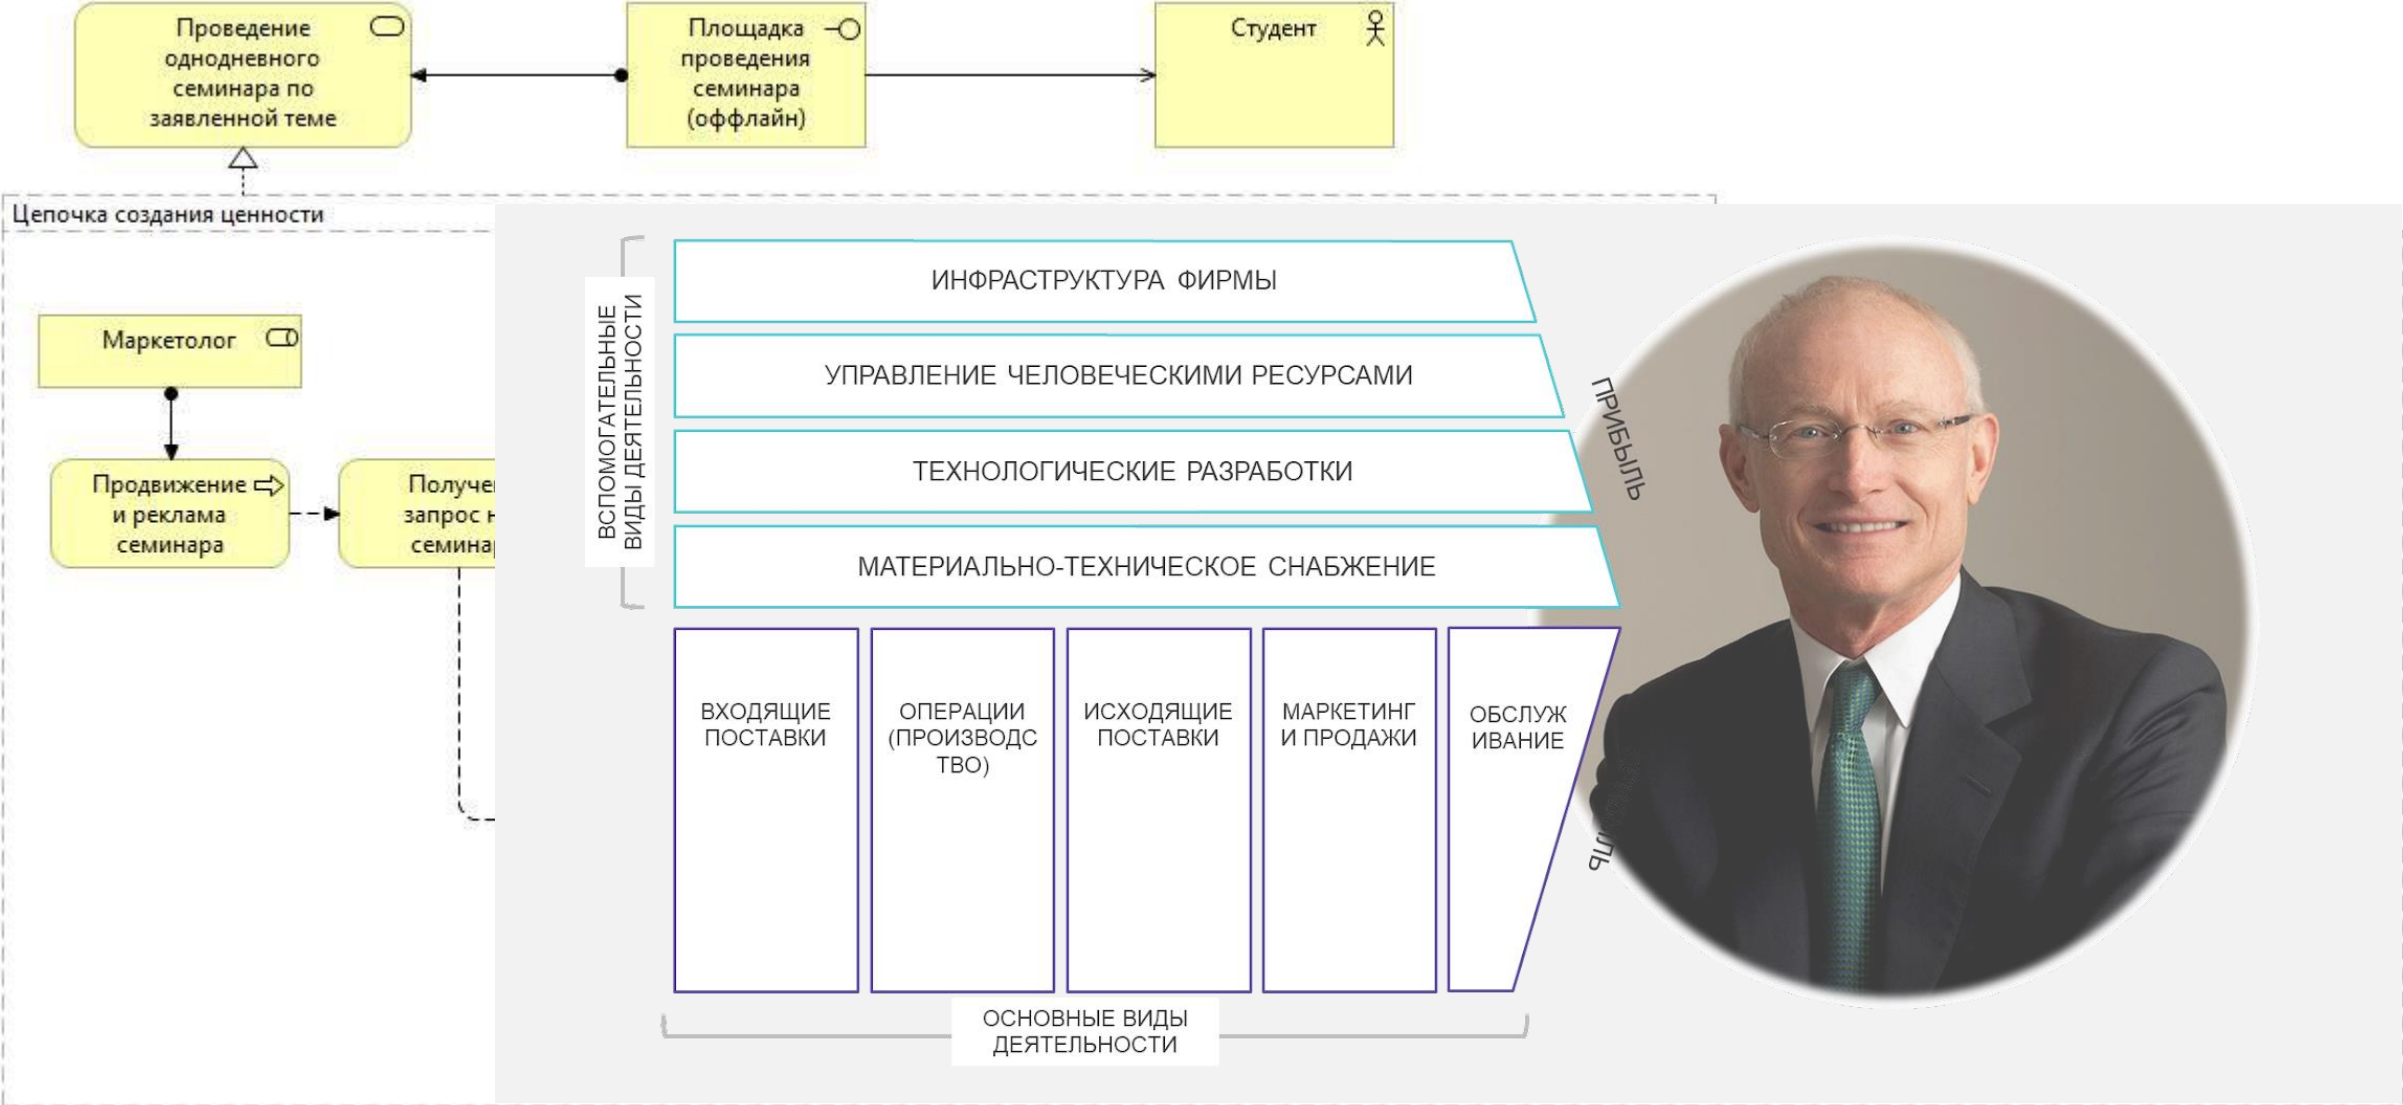 Проведение
однодневного
семинара по
заявленной теме
Площадка
проведения
семинара
(оффлайн)
Студент
Цепочка создания ценности
Маркетолог
Продвижение
и реклама
семинара
запрос
ВСПОМОГАТЕЛЬНЫЕ
ВИДЫ ДЕЯТЕЛЬНОСТИ
ИНФРАСТРУКТУРА ФИРМЫ
УПРАВЛЕНИЕ ЧЕЛОВЕЧЕСКИМИ РЕСУРСАМИ
ТЕХНОЛОГИЧЕСКИЕ РАЗРАБОТКИ
МАТЕРИАЛЬНО-ТЕХНИЧЕСКОЕ СНАБЖЕНИЕ
ПРИБЫЛЬ
ВХОДЯЩИЕ
ПОСТАВКИ
ОПЕРАЦИИ
(ПРОИЗВОДС
ТВО)
ИСХОДЯЩИЕ
ПОСТАВКИ
МАРКЕТИНГ
И ПРОДАЖИ
ОБСЛУЖ
ИВАНИЕ
ОСНОВНЫЕ ВИДЫ
ДЕЯТЕЛЬНОСТИ